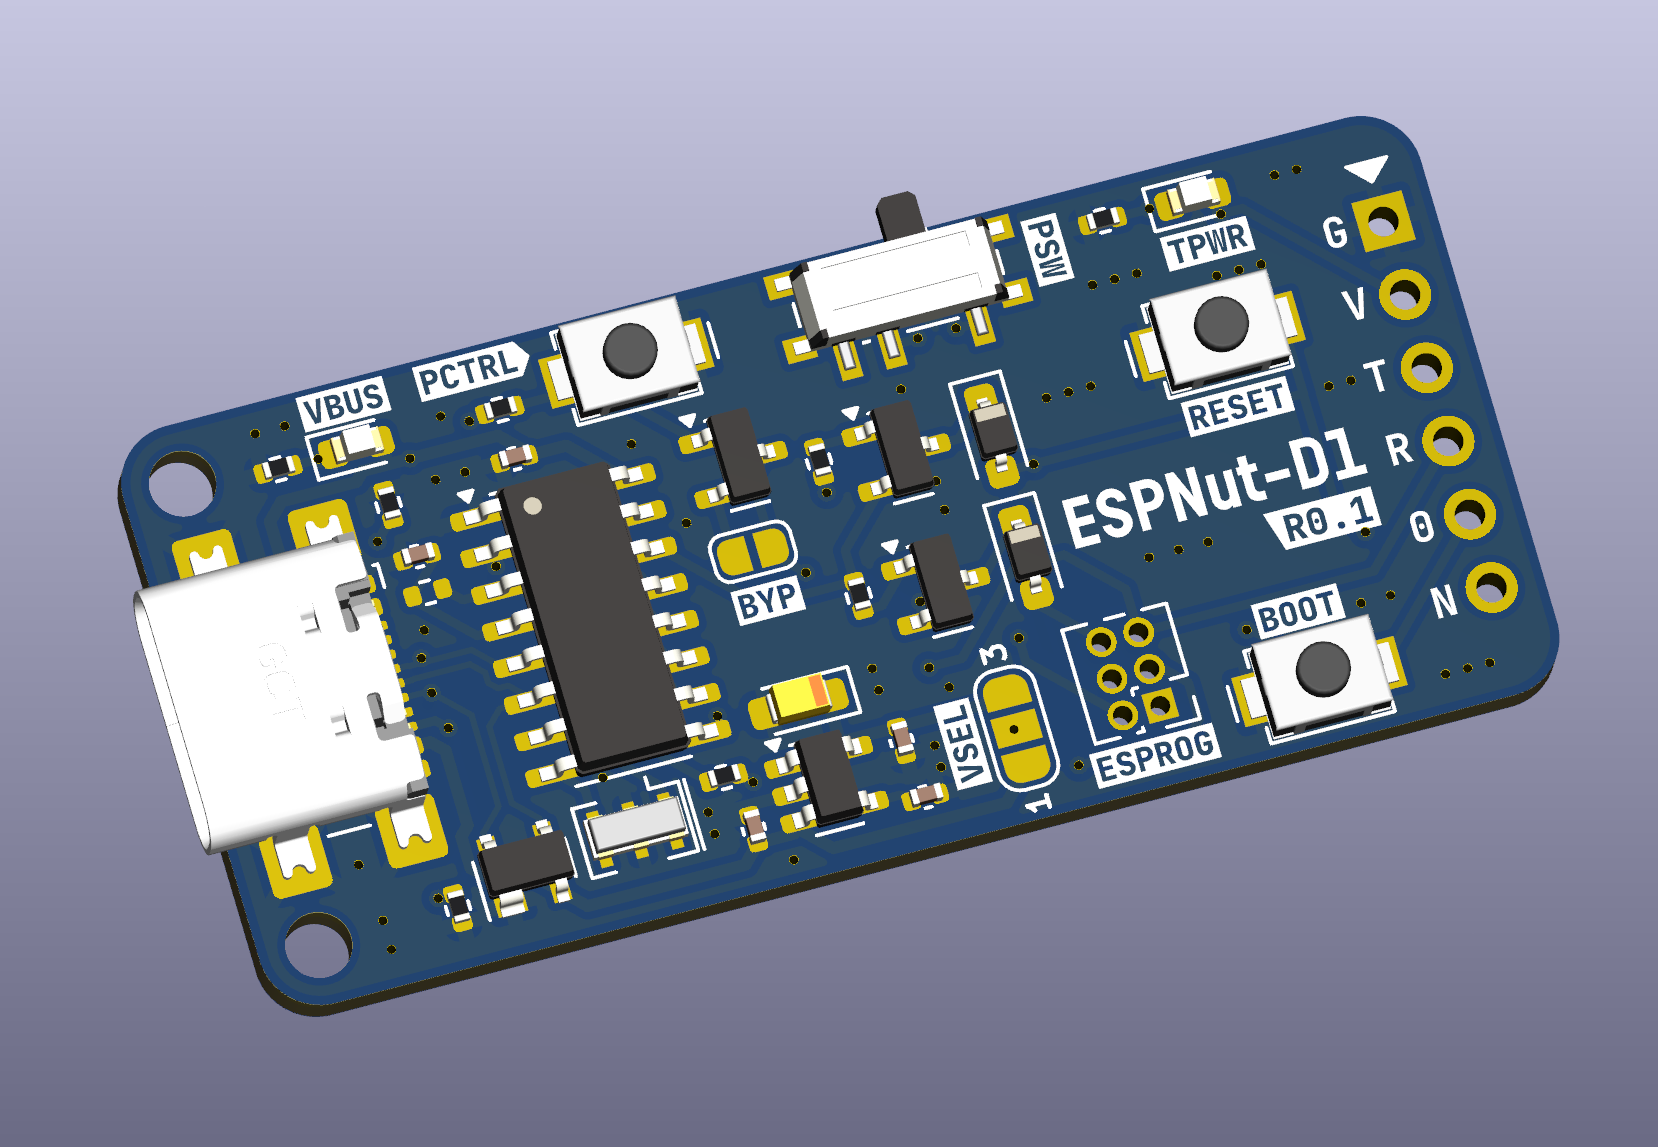 PSW
TPWR
G
V
T
R
0
N
PCTRL
VBUS
RESET
ESPNut-D1
R0.1
BYP
BOOT
GCT
3
VSEL
1
ESPROG